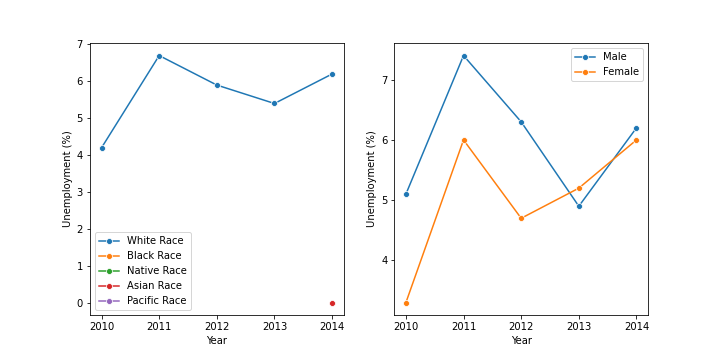 7
6
5
4
3
2
1
0
Unemployment (%)
2010 2011 2012 2013 2014
Year
White Race
Black Race
Native Race
Asian Race
Pacific Race
7
6
5
4
Unemployment (%)
2010 2011 2012 2013 2014
Year
Male
Female